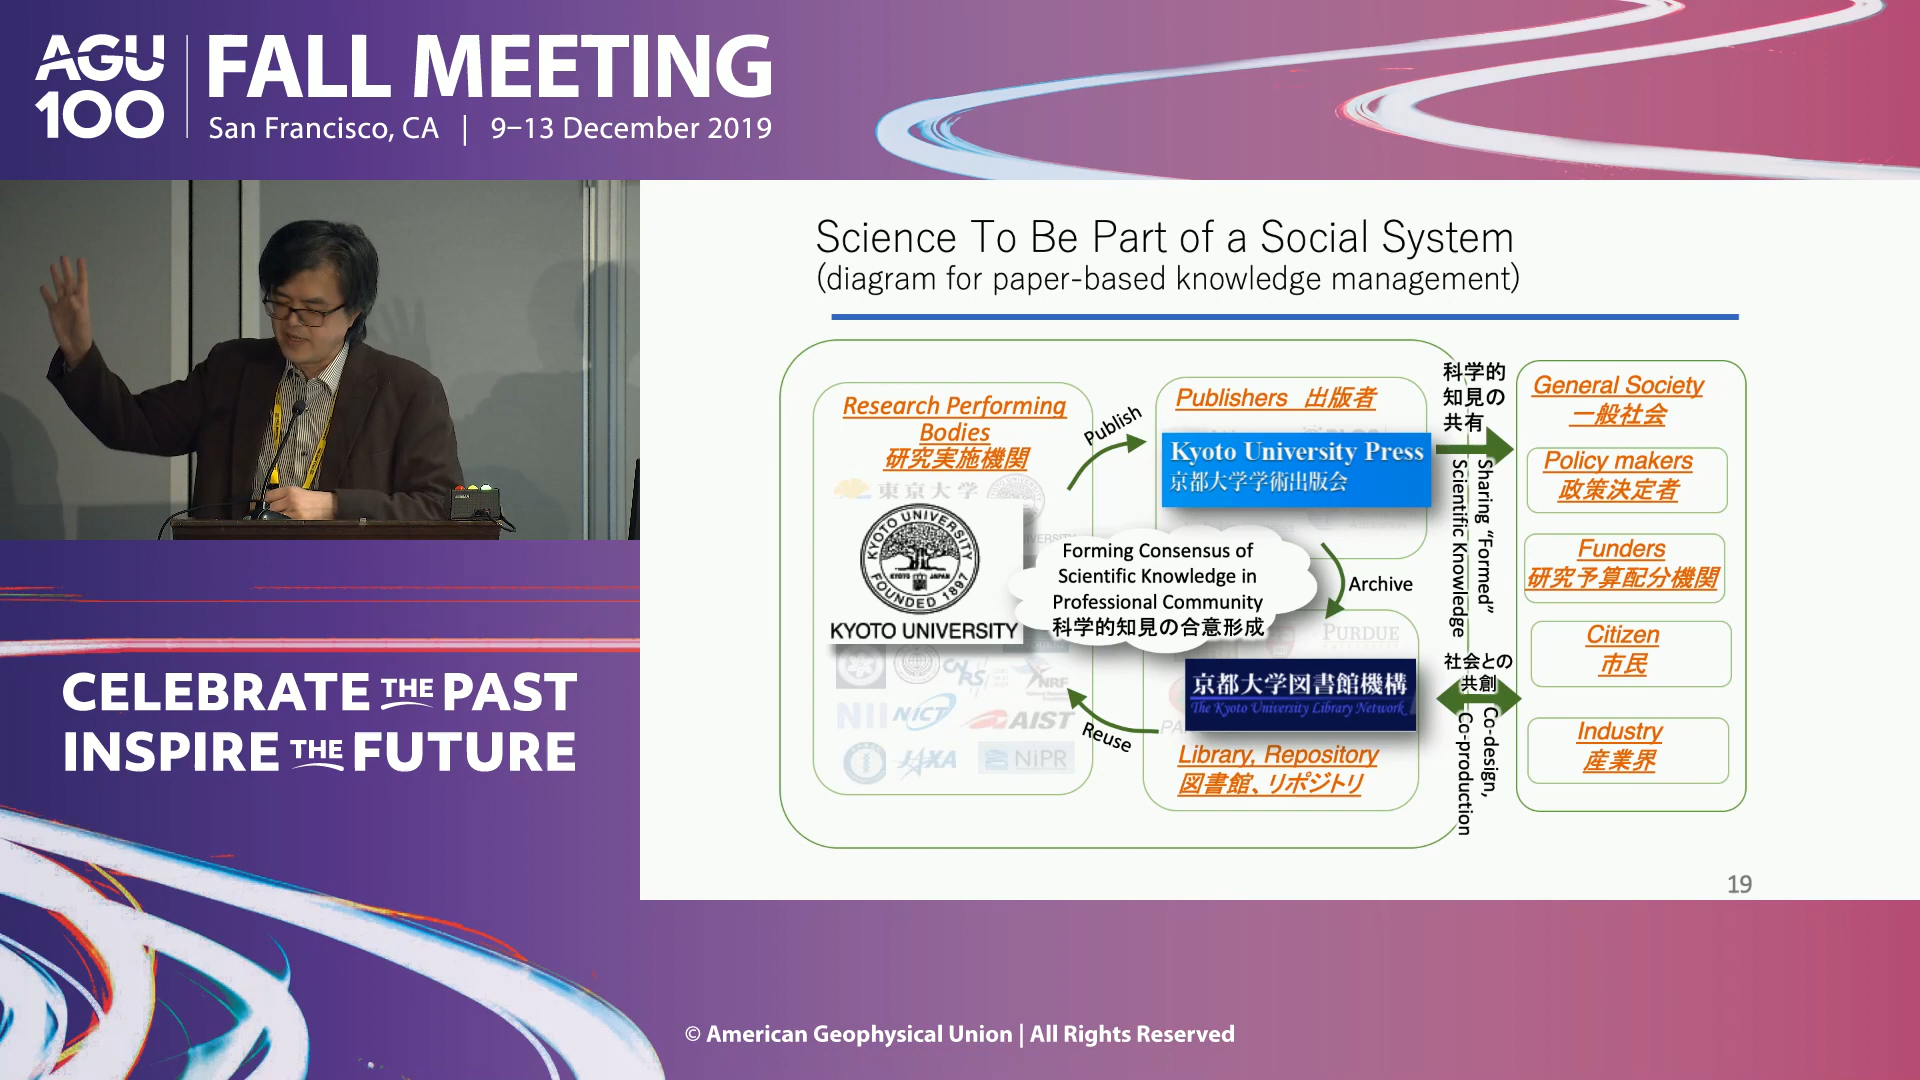 AGU
100
FALL MEETING
San Francisco, CA | 9–13 December 2019
Science To Be Part of a Social System
(diagram for paper-based knowledge management)
Research Performing
Bodies
研究実施機関
東京大学
KYOTO UNIVERSITY
FOUNDED 1897
KYOTO JAPAN
KYOTO UNIVERSITY
CNRS
NRF
NII
NICT
AIST
JAXA
NiPR
Publish
Publishers 出版者
Kyoto University Press
京都大学学術出版会
Forming Consensus of
Scientific Knowledge in
Professional Community
科学的知見の合意形成
Archive
PURDUE
京都大学図書館機構
The Kyoto University Library Network
Reuse
Library, Repository
図書館、リポジトリ
科学的
知見の
共有
Sharing “Formed”
Scientific Knowledge
社会との
共創
Co-design,
Co-production
General Society
一般社会
Policy makers
政策決定者
Funders
研究予算配分機関
Citizen
市民
Industry
産業界
19
CELEBRATE THE PAST
INSPIRE THE FUTURE
© American Geophysical Union | All Rights Reserved